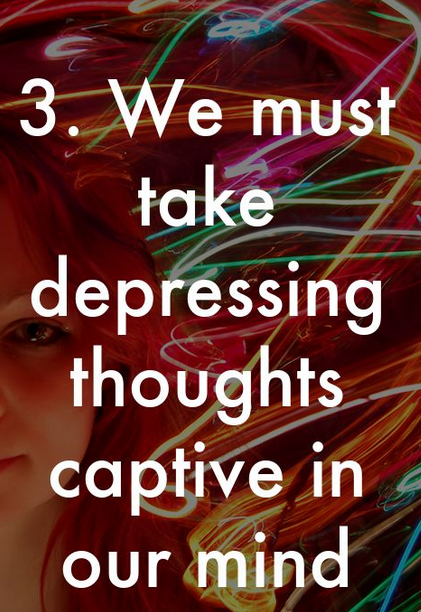 3. We must
take
depressing
thoughts
captive in
our mind